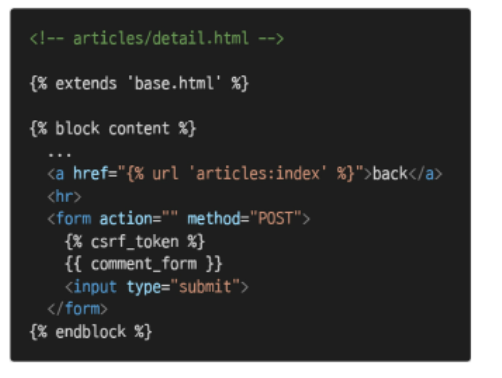 <!-- articles/detail.html -->
{% extends 'base.html' %}
{% block content %}
...
<a href="{% url 'articles:index' %}">back</a>
<hr>
<form action="" method="POST">
{% csrf_token %}
{{ comment_form }}
<input type="submit">
</form>
{% endblock %}